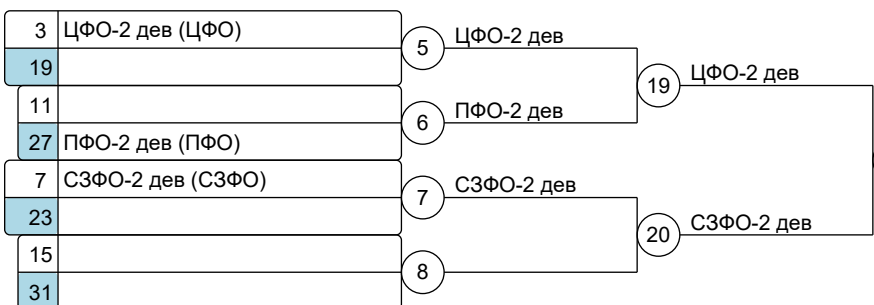 3 ЦФО-2 дев (ЦФО)
19
5 ЦФО-2 дев
11
27 ПФО-2 дев (ПФО)
6 ПФО-2 дев
19 ЦФО-2 дев
7 СЗФО-2 дев (СЗФО)
23
7 СЗФО-2 дев
15
31
8
20 СЗФО-2 дев